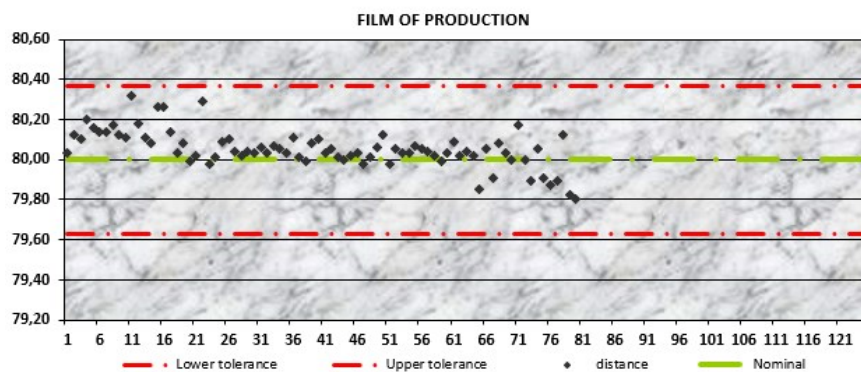 FILM OF PRODUCTION
80,60
80,40
80,20
80,00
79,80
79,60
79,40
79,20
1 6 11 16 21 26 31 36 41 46 51 56 61 66 71 76 81 86 91 96 101 106 111 116 121
Lower tolerance Upper tolerance distance Nominal